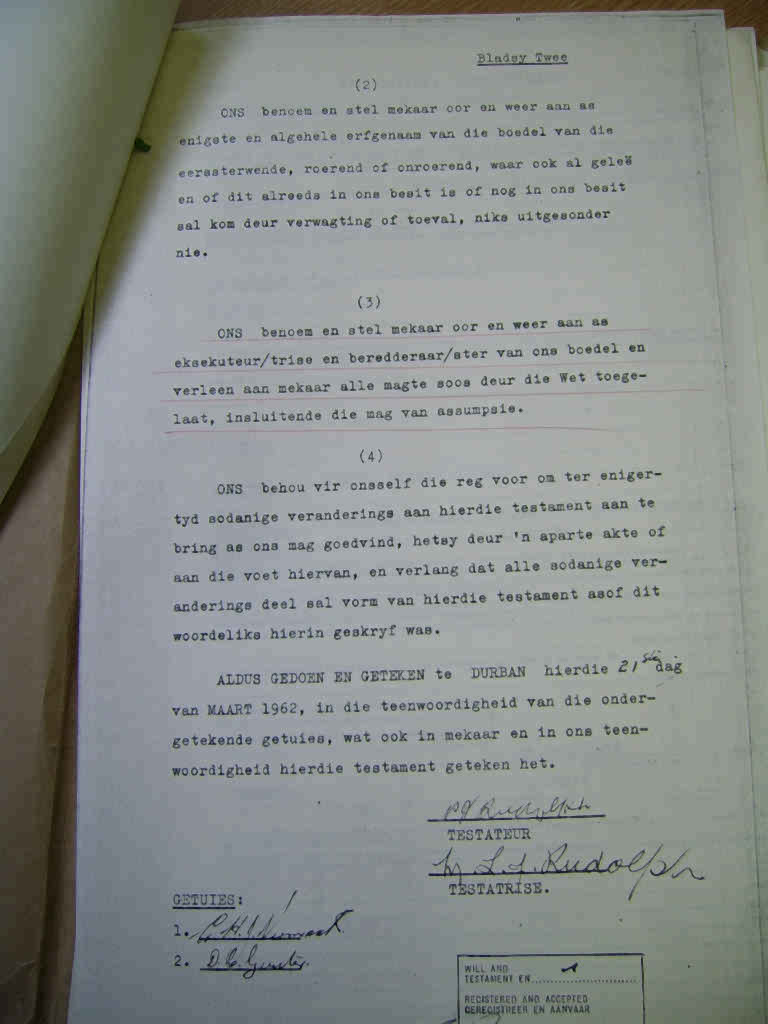 Bladsy Twee
(2)
ONS benoem en stel mekaar oor en weer aan as
enigste en algehele erfgenaam van die boedel van die
eerssterwende, roerend of onroerend, waar ook al geleë
en of dit alreeds in ons besit is of nog in ons besit
sal kom deur verwagting of toeval, niks uitgesonder
nie.
(3)
ONS benoem en stel mekaar oor en weer aan as
eksekuteur/trise en beredderaar/ster van ons boedel en
verleen aan mekaar alle magte soos deur die Wet toege-
laat, insluitende die mag van assumpsie.
(4)
ONS behou vir onsself die reg voor om ter eniger-
tyd sodanige veranderings aan hierdie testament aan te
bring as ons mag goedvind, hetsy deur 'n aparte akte of
aan die voet hiervan, en verlang dat alle sodanige ver-
anderings deel sal vorm van hierdie testament asof dit
woordeliks hierin geskryf was.
ALDUS GEDOEN EN GETEKEN te DURBAN hierdie 21ste dag
van MAART 1962, in die teenwoordigheid van die onder-
getekende getuies, wat ook in mekaar en in ons teen-
woordigheid hierdie testament geteken het.
Rudolph
TESTATEUR
M L J. Rudolph
TESTATRISE.
GETUIES:
1.
2.
WILL AND
TESTAMENT EN
REGISTERED AND ACCEPTED
GEREGISTREER EN AANVAAR